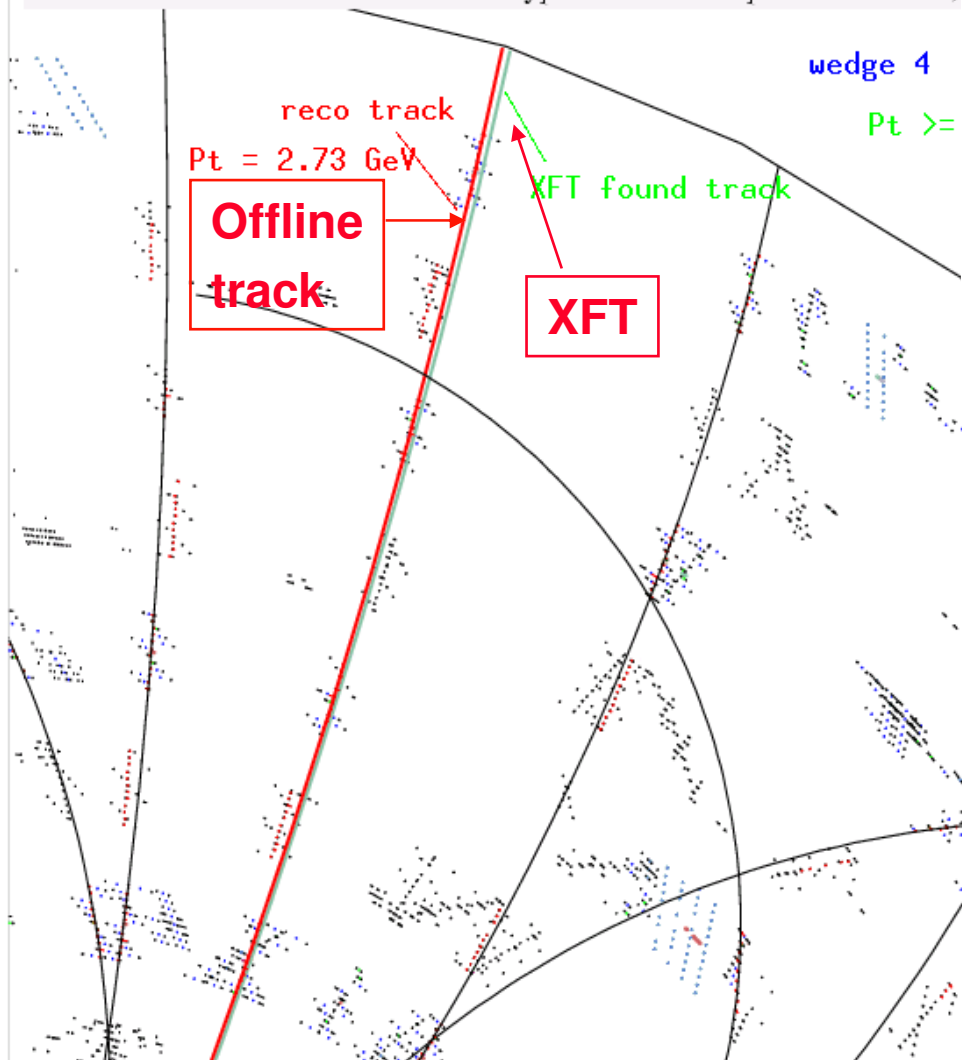 wedge 4
reco track
Pt >=
Pt = 2.73 GeV
XFT found track
Offline
track
XFT